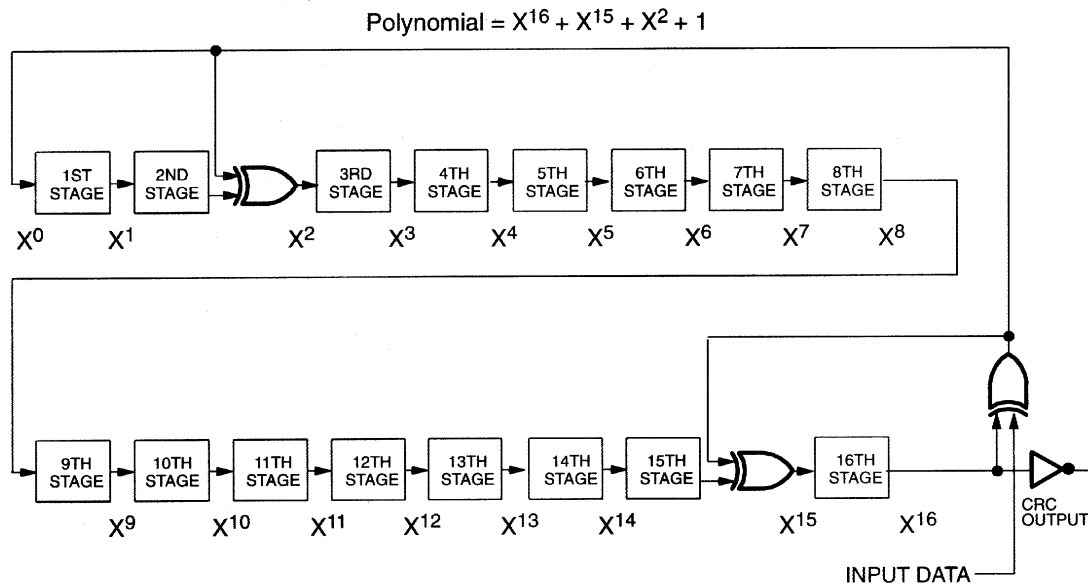 Polynomial = X¹⁶ + X¹⁵ + X² + 1
1ST
STAGE
2ND
STAGE
3RD
STAGE
4TH
STAGE
5TH
STAGE
6TH
STAGE
7TH
STAGE
8TH
STAGE
X⁰
X¹
X²
X³
X⁴
X⁵
X⁶
X⁷
X⁸
9TH
STAGE
10TH
STAGE
11TH
STAGE
12TH
STAGE
13TH
STAGE
14TH
STAGE
15TH
STAGE
16TH
STAGE
X⁹
X¹⁰
X¹¹
X¹²
X¹³
X¹⁴
X¹⁵
X¹⁶
CRC
OUTPUT
INPUT DATA